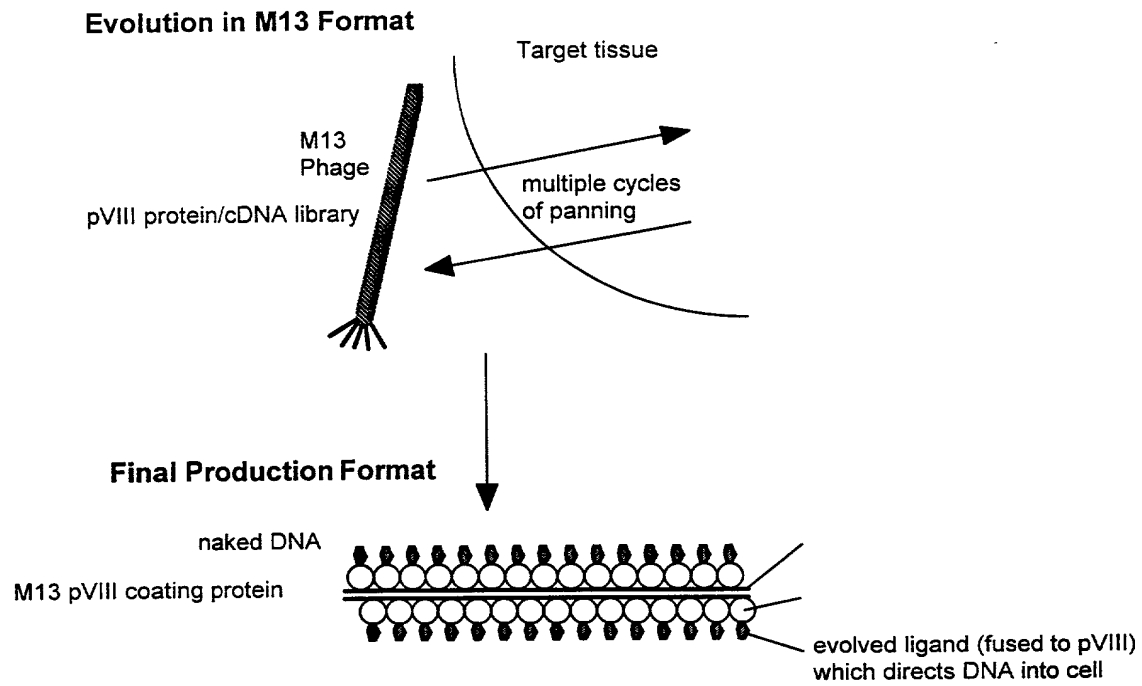 Evolution in M13 Format
Target tissue
M13
Phage
pVIII protein/cDNA library
multiple cycles
of panning
Final Production Format
naked DNA
M13 pVIII coating protein
evolved ligand (fused to pVIII)
which directs DNA into cell